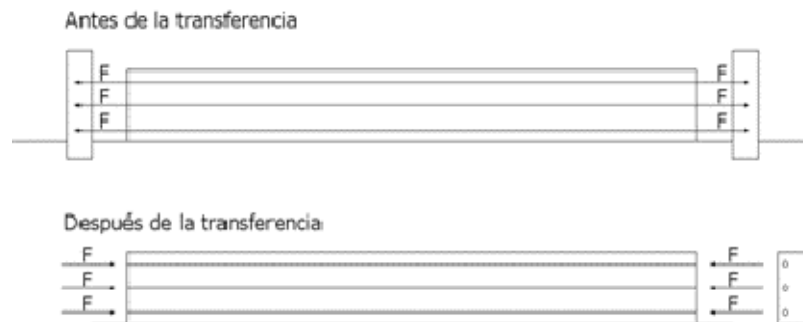 Antes de la transferencia
F F
F F
F F
Después de la transferencia
F F
F F
F F